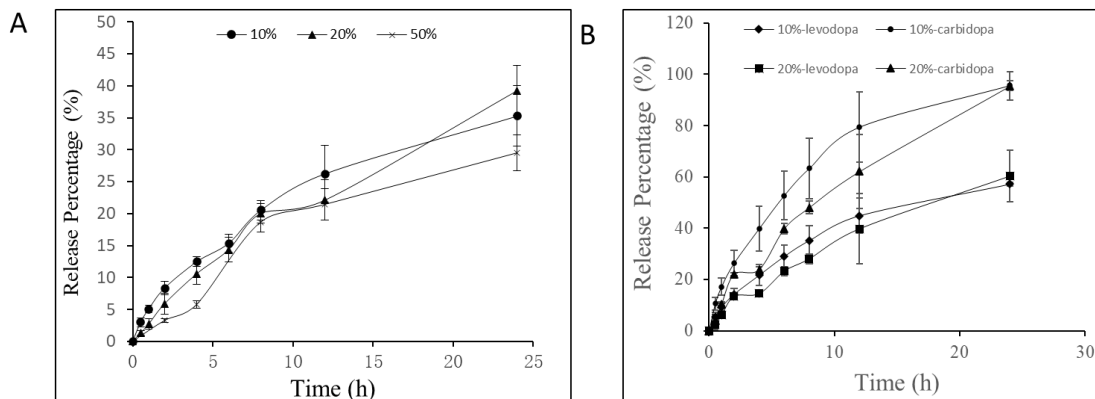 A
50
45
40
35
30
25
20
15
10
5
0
10% 20% 50%
Release Percentage (%)
0 5 10 15 20 25
Time (h)
B
120
100
80
60
40
20
0
10%-levodopa 10%-carbidopa
20%-levodopa 20%-carbidopa
Release Percentage (%)
0 10 20 30
Time (h)